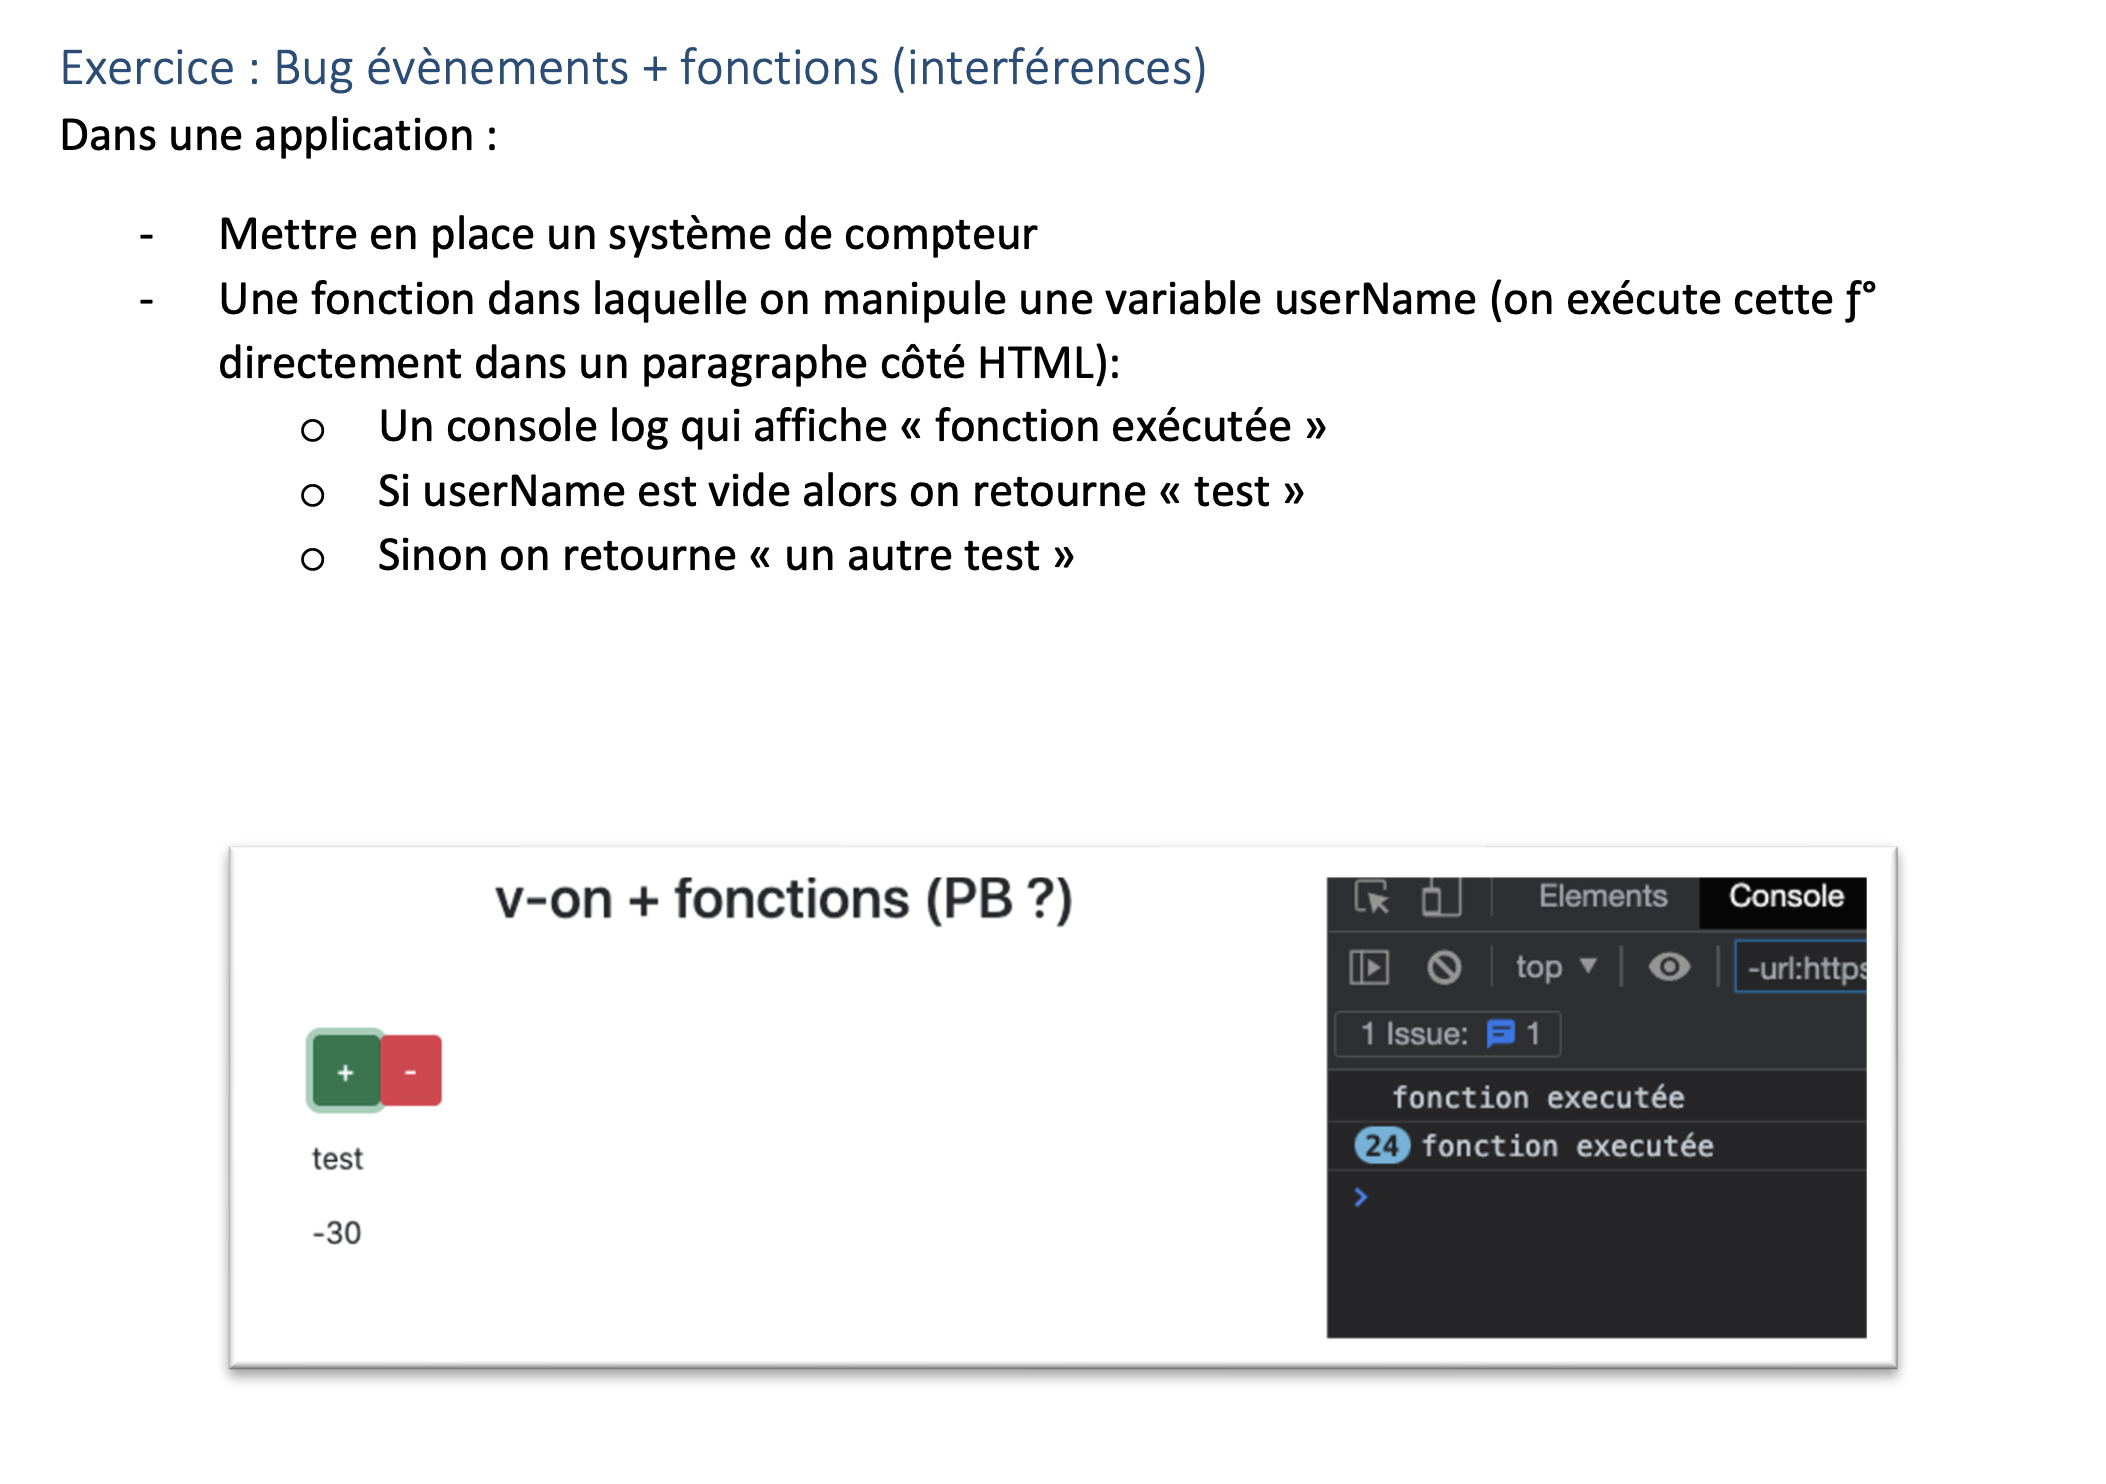 Exercice : Bug évènements + fonctions (interférences)
Dans une application :
- Mettre en place un système de compteur
- Une fonction dans laquelle on manipule une variable userName (on exécute cette ƒ°
directement dans un paragraphe côté HTML):
o Un console log qui affiche « fonction exécutée »
o Si userName est vide alors on retourne « test »
o Sinon on retourne « un autre test »
v-on + fonctions (PB ?)
+ -
test
-30
Elements Console
top -url:https
1 Issue: 1
fonction executée
24 fonction executée
>